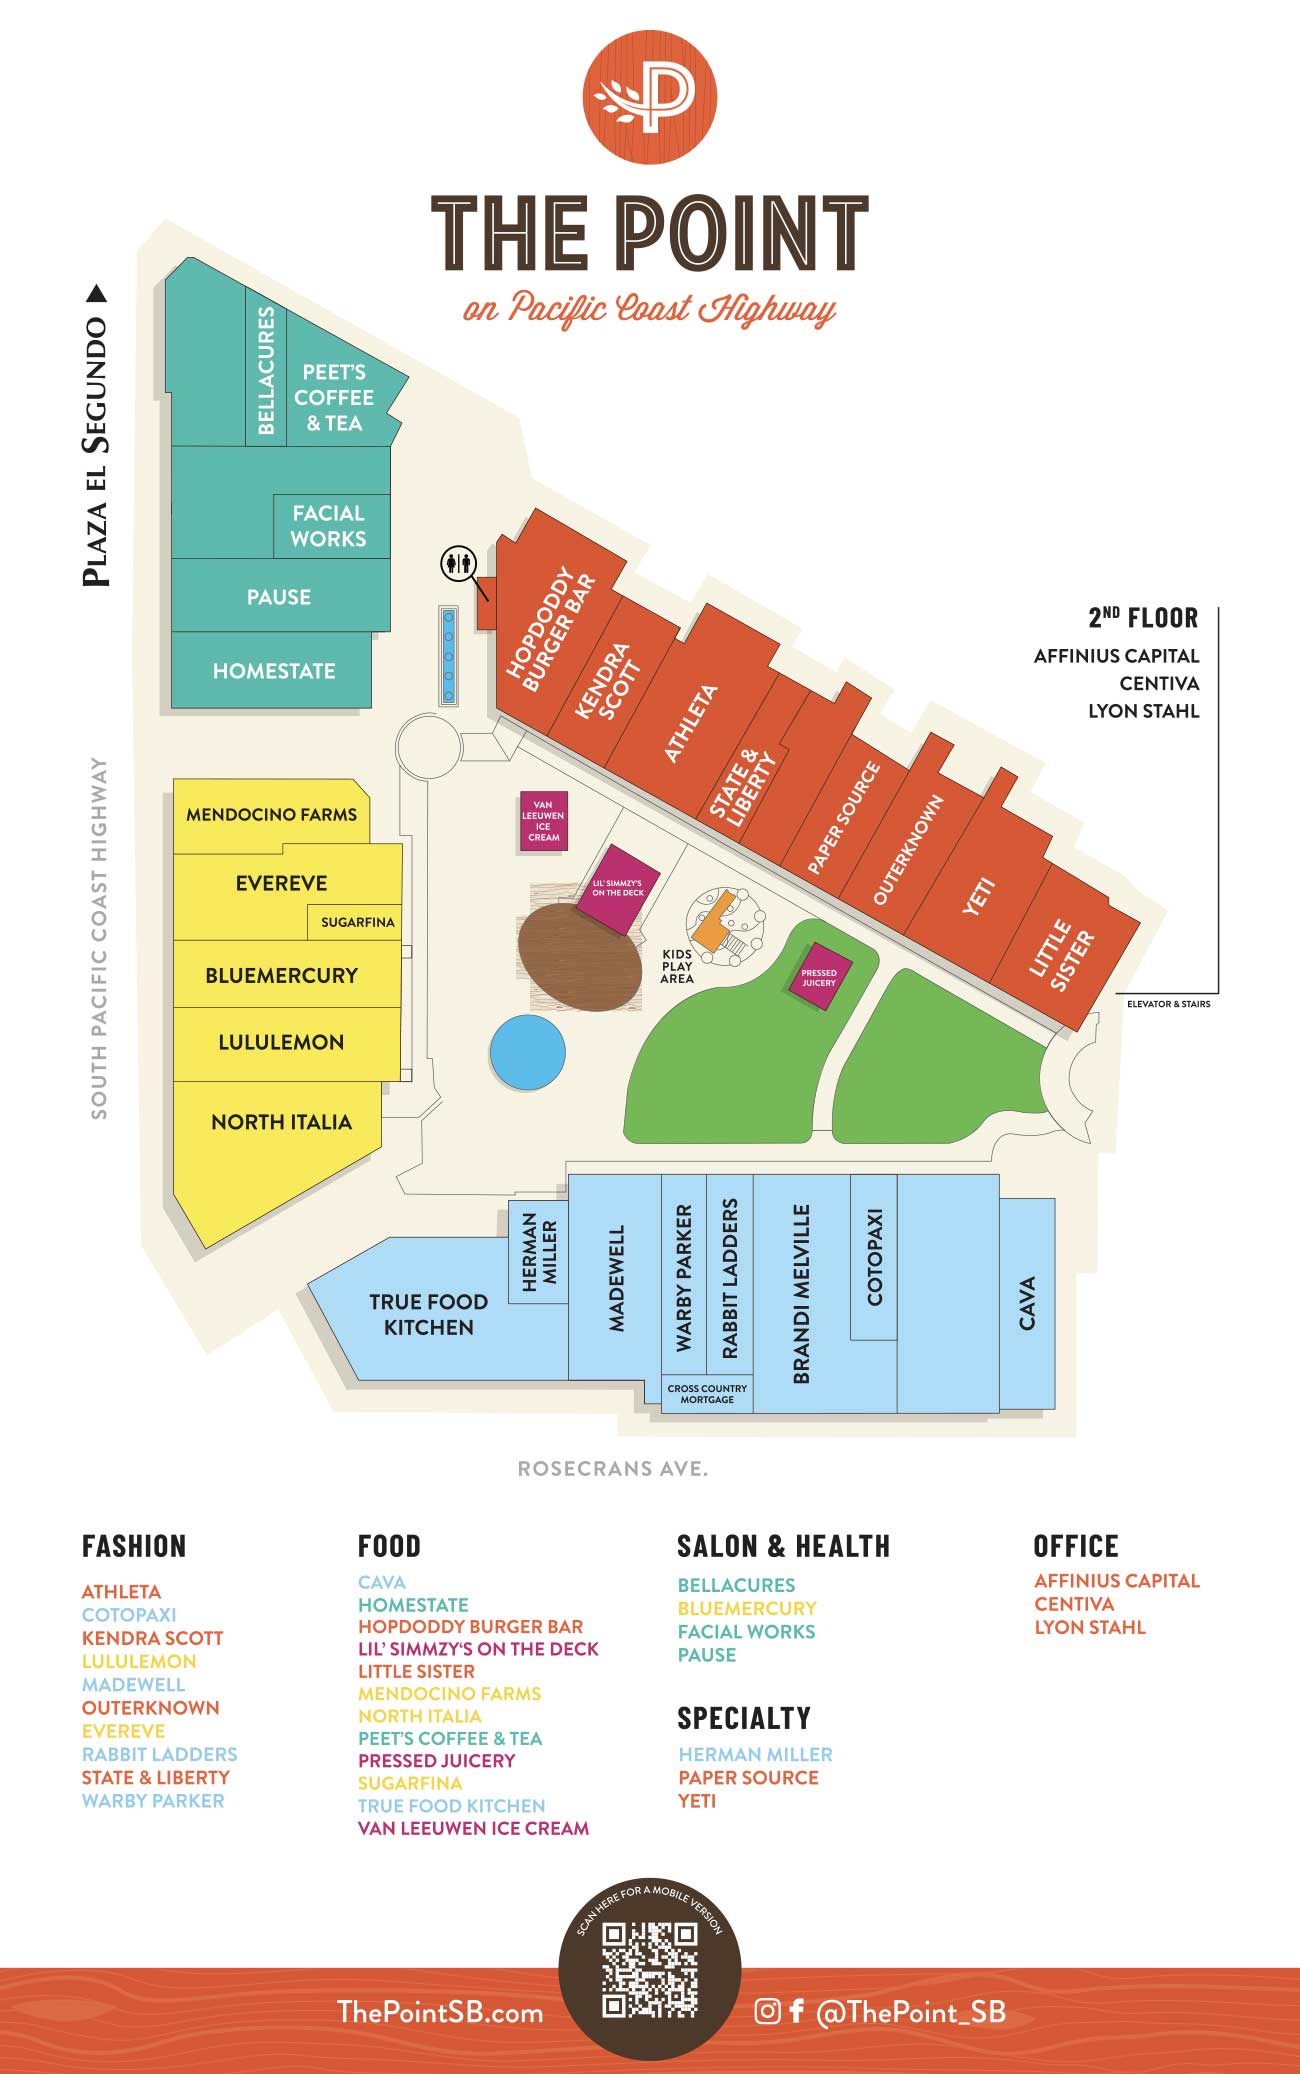 P
THE POINT
on Pacific Coast Highway
PLAZA EL SEGUNDO
BELLACURES
PEET'S
COFFEE
& TEA
FACIAL
WORKS
PAUSE
HOMESTATE
HOPDODDY
BURGER BAR
KENDRA
SCOTT
ATHLETA
STATE &
LIBERTY
PAPER SOURCE
OUTERKNOWN
YETI
LITTLE
SISTER
2ND FLOOR
AFFINIUS CAPITAL
CENTIVA
LYON STAHL
ELEVATOR & STAIRS
SOUTH PACIFIC COAST HIGHWAY
MENDOCINO FARMS
EVEREVE
SUGARFINA
BLUEMERCURY
LULULEMON
NORTH ITALIA
VAN
LEEUWEN
ICE
CREAM
LIL' SIMMZY'S
ON THE DECK
KIDS
PLAY
AREA
PRESSED
JUICERY
TRUE FOOD
KITCHEN
HERMAN
MILLER
MADEWELL
WARBY PARKER
RABBIT LADDERS
CROSS COUNTRY
MORTGAGE
BRANDI MELVILLE
COTOPAXI
CAVA
ROSECRANS AVE.
FASHION
ATHLETA
COTOPAXI
KENDRA SCOTT
LULULEMON
MADEWELL
OUTERKNOWN
EVEREVE
RABBIT LADDERS
STATE & LIBERTY
WARBY PARKER
FOOD
CAVA
HOMESTATE
HOPDODDY BURGER BAR
LIL' SIMMZY'S ON THE DECK
LITTLE SISTER
MENDOCINO FARMS
NORTH ITALIA
PEET'S COFFEE & TEA
PRESSED JUICERY
SUGARFINA
TRUE FOOD KITCHEN
VAN LEEUWEN ICE CREAM
SALON & HEALTH
BELLACURES
BLUEMERCURY
FACIAL WORKS
PAUSE
SPECIALTY
HERMAN MILLER
PAPER SOURCE
YETI
OFFICE
AFFINIUS CAPITAL
CENTIVA
LYON STAHL
SCAN HERE FOR A MOBILE VERSION
ThePointSB.com
@ThePoint_SB